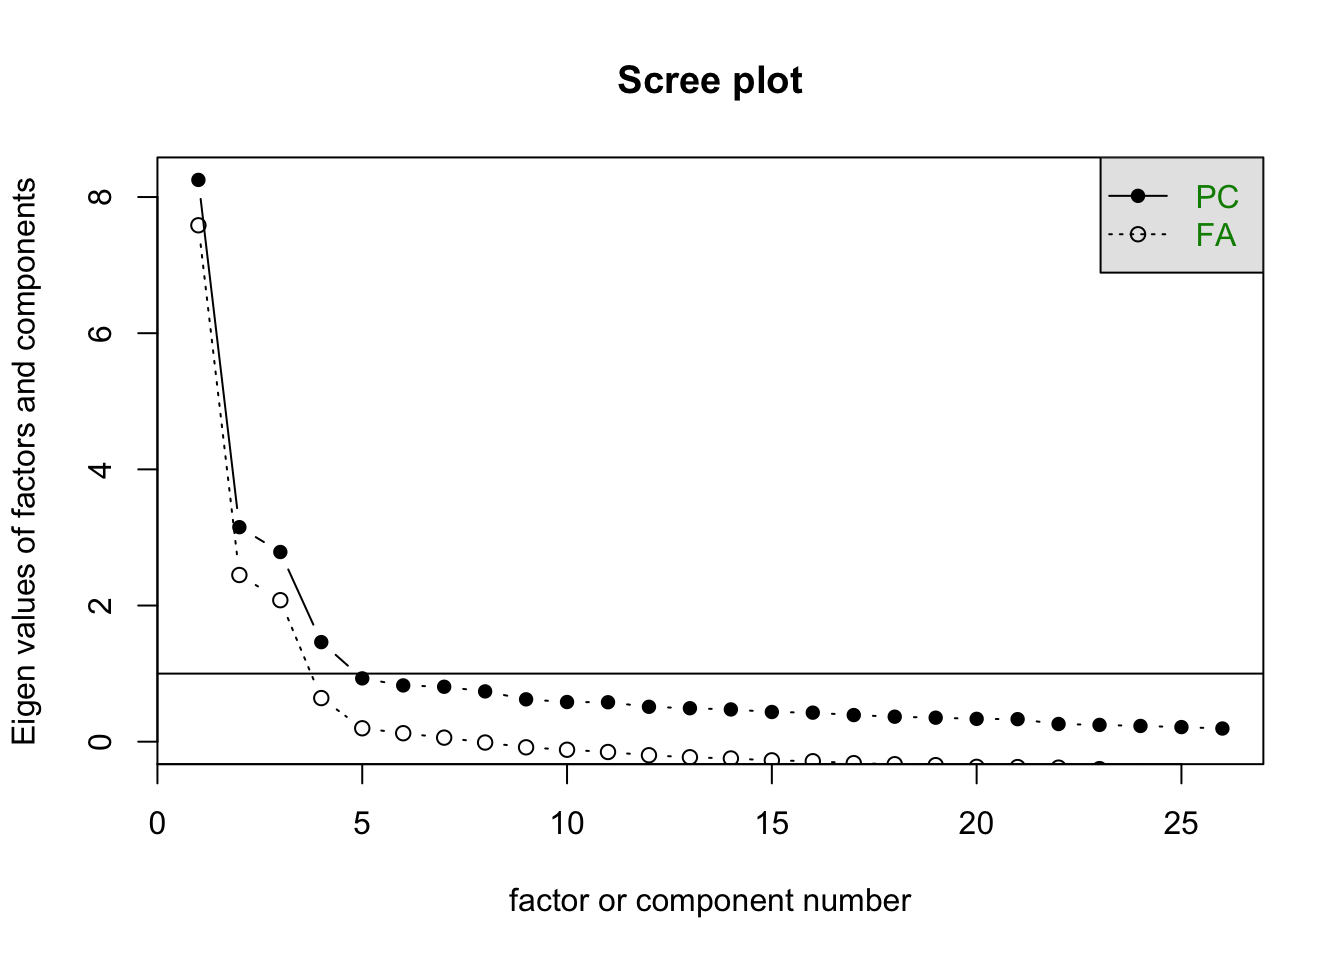 Scree plot
Eigen values of factors and components
8
6
4
2
0
PC
FA
0 5 10 15 20 25
factor or component number